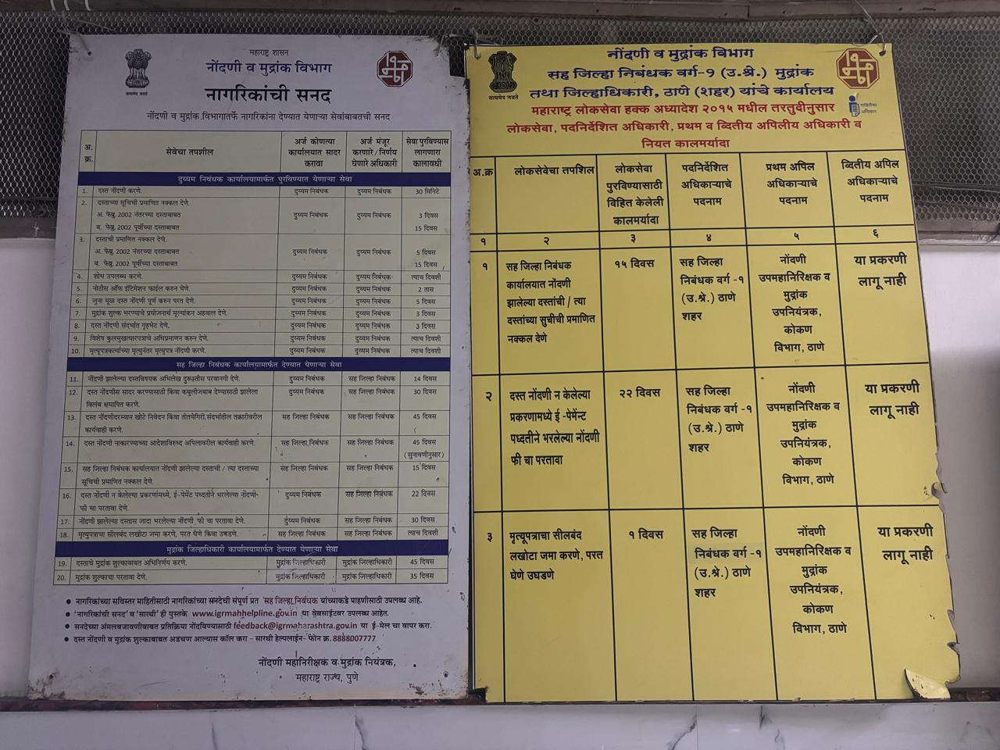 महाराष्ट्र शासन
नोंदणी व मुद्रांक विभाग
नागरिकांची सनद
नोंदणी व मुद्रांक विभागातर्फे नागरिकांना देण्यात येणाऱ्या सेवांबाबतची सनद
सत्यमेव जयते
अ. क्र. सेवेचा तपशील अर्ज कोणत्या कार्यालयात सादर करावा अर्ज मंजूर करणारे / निर्णय घेणारे अधिकारी सेवा पुरविण्यास लागणारा कालावधी
दुय्यम निबंधक कार्यालयामार्फत पुरविण्यात येणाऱ्या सेवा
1. दस्त नोंदणी करणे. दुय्यम निबंधक दुय्यम निबंधक 30 मिनिटे
2. दस्ताच्या सूचिची प्रमाणित नक्कल देणे.
अ. फेब्रु. 2002 नंतरच्या दस्ताबाबत दुय्यम निबंधक दुय्यम निबंधक 3 दिवस
ब. फेब्रु. 2002 पूर्वीच्या दस्ताबाबत 15 दिवस
3. दस्ताची प्रमाणित नक्कल देणे.
अ. फेब्रु. 2002 नंतरच्या दस्ताबाबत दुय्यम निबंधक दुय्यम निबंधक 5 दिवस
ब. फेब्रु. 2002 पूर्वीच्या दस्ताबाबत 15 दिवस
4. शोध उपलब्ध करणे. दुय्यम निबंधक दुय्यम निबंधक त्याच दिवशी
5. नोटीस ऑफ इंटिमेशन फाईल करुन घेणे. दुय्यम निबंधक दुय्यम निबंधक 2 तास
6. जुना मूळ दस्त नोंदणी पूर्ण करुन परत देणे. दुय्यम निबंधक दुय्यम निबंधक 5 दिवस
7. मुद्रांक शुल्क भरण्याचे प्रयोजनार्थ मूल्यांकन अहवाल देणे. दुय्यम निबंधक दुय्यम निबंधक 3 दिवस
8. दस्त नोंदणी संदर्भात गृहभेट देणे. दुय्यम निबंधक दुय्यम निबंधक 3 दिवस
9. विशेष कुलमुखत्यारपत्राचे अधिप्रमाणन करुन देणे. दुय्यम निबंधक दुय्यम निबंधक त्याच दिवशी
10. मृत्यूपत्रकर्त्याच्या मृत्युनंतर मृत्युपत्र नोंदणी करणे. दुय्यम निबंधक दुय्यम निबंधक त्याच दिवशी
सह जिल्हा निबंधक कार्यालयामार्फत देण्यात येणाऱ्या सेवा
11. नोंदणी झालेल्या दस्तविषयक अभिलेख दुरुस्तीस परवानगी देणे. दुय्यम निबंधक सह जिल्हा निबंधक 14 दिवस
12. दस्त नोंदणीस सादर करण्यासाठी किंवा कबुलीजबाब देण्यासाठी झालेला दुय्यम निबंधक सह जिल्हा निबंधक 30 दिवस
विलंब क्षमापित करणे.
13. दस्त नोंदणीदरम्यान खोटे निवेदन किंवा तोतयेगिरी संदर्भातील तक्रारीवरील सह जिल्हा निबंधक सह जिल्हा निबंधक 45 दिवस
कार्यवाही करणे.
14. दस्त नोंदणी नाकारण्याच्या आदेशाविरुध्द अपिलावरील कार्यवाही करणे. सह जिल्हा निबंधक सह जिल्हा निबंधक 45 दिवस
(सुनावणीनुसार)
15. सह जिल्हा निबंधक कार्यालयात नोंदणी झालेल्या दस्ताची / त्या दस्ताच्या सह जिल्हा निबंधक सह जिल्हा निबंधक 15 दिवस
सूचिची प्रमाणित नक्कल देणे.
16. दस्त नोंदणी न केलेल्या प्रकरणांमध्ये, ई-पेमेंट पध्दतीने भरलेल्या नोंदणी- दुय्यम निबंधक सह जिल्हा निबंधक 22 दिवस
फी चा परतावा देणे.
17. नोंदणी झालेल्या दस्तास जादा भरलेल्या नोंदणी फी चा परतावा देणे. दुय्यम निबंधक सह जिल्हा निबंधक 30 दिवस
18. मृत्युपत्राचा सीलबंद लखोटा जमा करणे, परत घेणे किंवा उघडणे. सह जिल्हा निबंधक सह जिल्हा निबंधक त्याच दिवशी
मुद्रांक जिल्हाधिकारी कार्यालयामार्फत देण्यात येणाऱ्या सेवा
19. दस्ताचे मुद्रांक शुल्काबाबत अभिनिर्णय करणे. मुद्रांक जिल्हाधिकारी मुद्रांक जिल्हाधिकारी 45 दिवस
20. मुद्रांक शुल्काचा परतावा देणे. मुद्रांक जिल्हाधिकारी मुद्रांक जिल्हाधिकारी 35 दिवस
• नागरिकांच्या सविस्तर माहितीसाठी नागरिकांच्या सनदेची संपूर्ण प्रत सह जिल्हा निबंधक यांच्याकडे पाहणीसाठी उपलब्ध आहे.
• 'नागरिकांची सनद' व 'सारथी' ही पुस्तके www.igrmahhelpline.gov.in या वेबसाईटवर उपलब्ध आहेत.
• सनदेच्या अंमलबजावणीबाबत प्रतिक्रिया नोंदविण्यासाठी feedback@igrmaharashtra.gov.in या ई-मेल चा वापर करा.
• दस्त नोंदणी व मुद्रांक शुल्काबाबत अडचण आल्यास कॉल करा - सारथी हेल्पलाईन- फोन क्र. 8888007777
नोंदणी महानिरीक्षक व मुद्रांक नियंत्रक,
महाराष्ट्र राज्य, पुणे
नोंदणी व मुद्रांक विभाग
सह जिल्हा निबंधक वर्ग-१ (उ.श्रे.) मुद्रांक
तथा जिल्हाधिकारी, ठाणे (शहर) यांचे कार्यालय
सत्यमेव जयते
माहितीचा
अधिकार
महाराष्ट्र लोकसेवा हक्क अध्यादेश २०१५ मधील तरतुदीनुसार
लोकसेवा, पदनिर्देशित अधिकारी, प्रथम व व्दितीय अपिलीय अधिकारी व
नियत कालमर्यादा
अ.क्र लोकसेवेचा तपशिल लोकसेवा पुरविण्यासाठी विहित केलेली कालमर्यादा पदनिर्देशित अधिकाऱ्याचे पदनाम प्रथम अपिल अधिकाऱ्याचे पदनाम व्दितीय अपिल अधिकाऱ्याचे पदनाम
१ २ ३ ४ ५ ६
१ सह जिल्हा निबंधक कार्यालयात नोंदणी झालेल्या दस्तांची / त्या दस्तांच्या सुचीची प्रमाणित नक्कल देणे १५ दिवस सह जिल्हा निबंधक वर्ग -१ (उ.श्रे.) ठाणे शहर नोंदणी उपमहानिरिक्षक व मुद्रांक उपनियंत्रक, कोकण विभाग, ठाणे या प्रकरणी लागू नाही
२ दस्त नोंदणी न केलेल्या प्रकरणामध्ये ई -पेमेंन्ट पध्दतीने भरलेल्या नोंदणी फी चा परतावा २२ दिवस सह जिल्हा निबंधक वर्ग -१ (उ.श्रे.) ठाणे शहर नोंदणी उपमहानिरिक्षक व मुद्रांक उपनियंत्रक, कोकण विभाग, ठाणे या प्रकरणी लागू नाही
३ मृत्यूपत्राचा सीलबंद लखोटा जमा करणे, परत घेणे उघडणे १ दिवस सह जिल्हा निबंधक वर्ग -१ (उ.श्रे.) ठाणे शहर नोंदणी उपमहानिरिक्षक व मुद्रांक उपनियंत्रक, कोकण विभाग, ठाणे या प्रकरणी लागू नाही